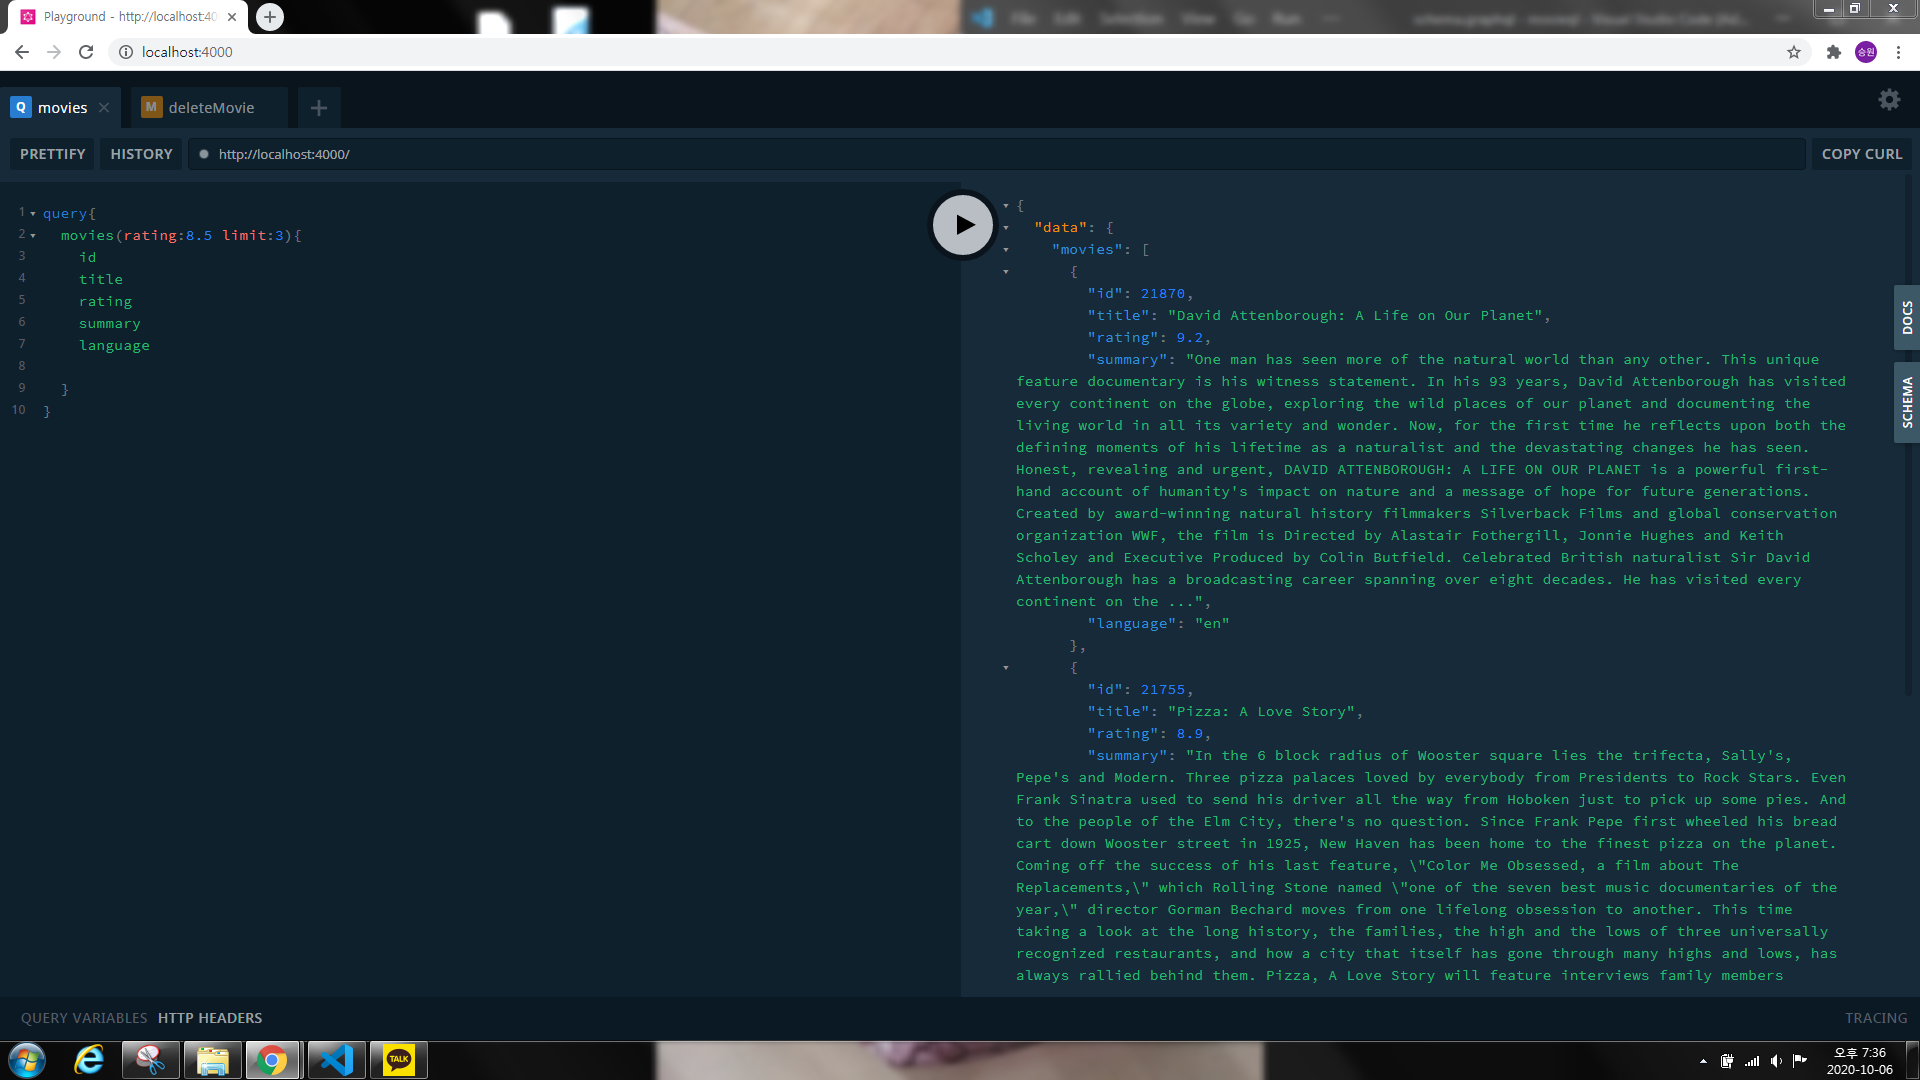 Playground - http://localhost:40
File Edit Selection View Go Run ... schema.graphql - movieql - Visual Studio Code [Ad...
localhost:4000
승원
Q movies
M deleteMovie
PRETTIFY
HISTORY
http://localhost:4000/
COPY CURL
1 query{
2 movies(rating:8.5 limit:3){
3 id
4 title
5 rating
6 summary
7 language
8
9 }
10 }
{
"data": {
"movies": [
{
"id": 21870,
"title": "David Attenborough: A Life on Our Planet",
"rating": 9.2,
"summary": "One man has seen more of the natural world than any other. This unique
feature documentary is his witness statement. In his 93 years, David Attenborough has visited
every continent on the globe, exploring the wild places of our planet and documenting the
living world in all its variety and wonder. Now, for the first time he reflects upon both the
defining moments of his lifetime as a naturalist and the devastating changes he has seen.
Honest, revealing and urgent, DAVID ATTENBOROUGH: A LIFE ON OUR PLANET is a powerful first-
hand account of humanity's impact on nature and a message of hope for future generations.
Created by award-winning natural history filmmakers Silverback Films and global conservation
organization WWF, the film is Directed by Alastair Fothergill, Jonnie Hughes and Keith
Scholey and Executive Produced by Colin Butfield. Celebrated British naturalist Sir David
Attenborough has a broadcasting career spanning over eight decades. He has visited every
continent on the ...",
"language": "en"
},
{
"id": 21755,
"title": "Pizza: A Love Story",
"rating": 8.9,
"summary": "In the 6 block radius of Wooster square lies the trifecta, Sally's,
Pepe's and Modern. Three pizza palaces loved by everybody from Presidents to Rock Stars. Even
Frank Sinatra used to send his driver all the way from Hoboken just to pick up some pies. And
to the people of the Elm City, there's no question. Since Frank Pepe first wheeled his bread
cart down Wooster street in 1925, New Haven has been home to the finest pizza on the planet.
Coming off the success of his last feature, \"Color Me Obsessed, a film about The
Replacements,\" which Rolling Stone named \"one of the seven best music documentaries of the
year,\" director Gorman Bechard moves from one lifelong obsession to another. This time
taking a look at the long history, the families, the high and the lows of three universally
recognized restaurants, and how a city that itself has gone through many highs and lows, has
always rallied behind them. Pizza, A Love Story will feature interviews family members
DOCS
SCHEMA
QUERY VARIABLES
HTTP HEADERS
TRACING
TALK
오후 7:36
2020-10-06